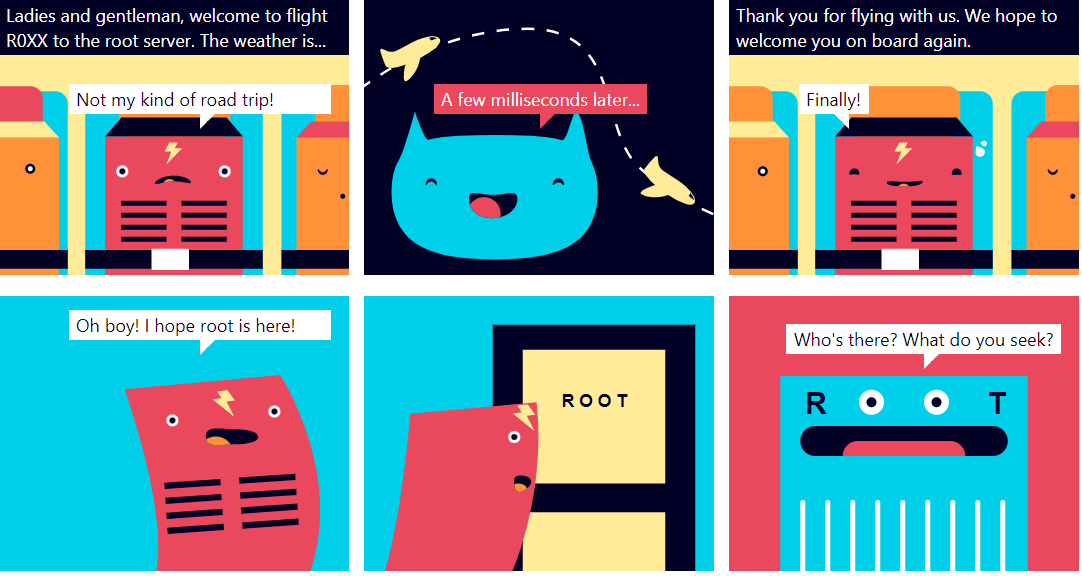 Ladies and gentleman, welcome to flight
R0XX to the root server. The weather is...
Not my kind of road trip!
A few milliseconds later...
Thank you for flying with us. We hope to
welcome you on board again.
Finally!
Oh boy! I hope root is here!
ROOT
Who's there? What do you seek?
R T